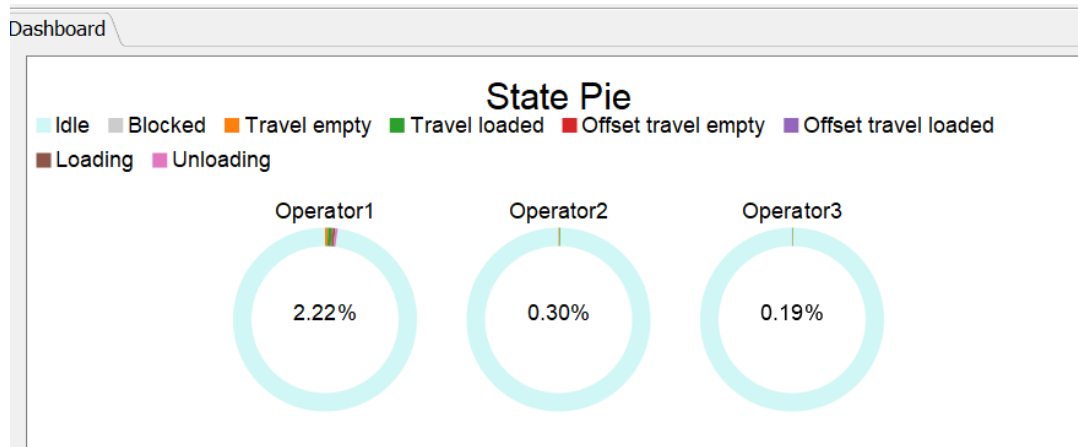 Dashboard
State Pie
Idle Blocked Travel empty Travel loaded Offset travel empty Offset travel loaded
Loading Unloading
Operator1 Operator2 Operator3
2.22% 0.30% 0.19%